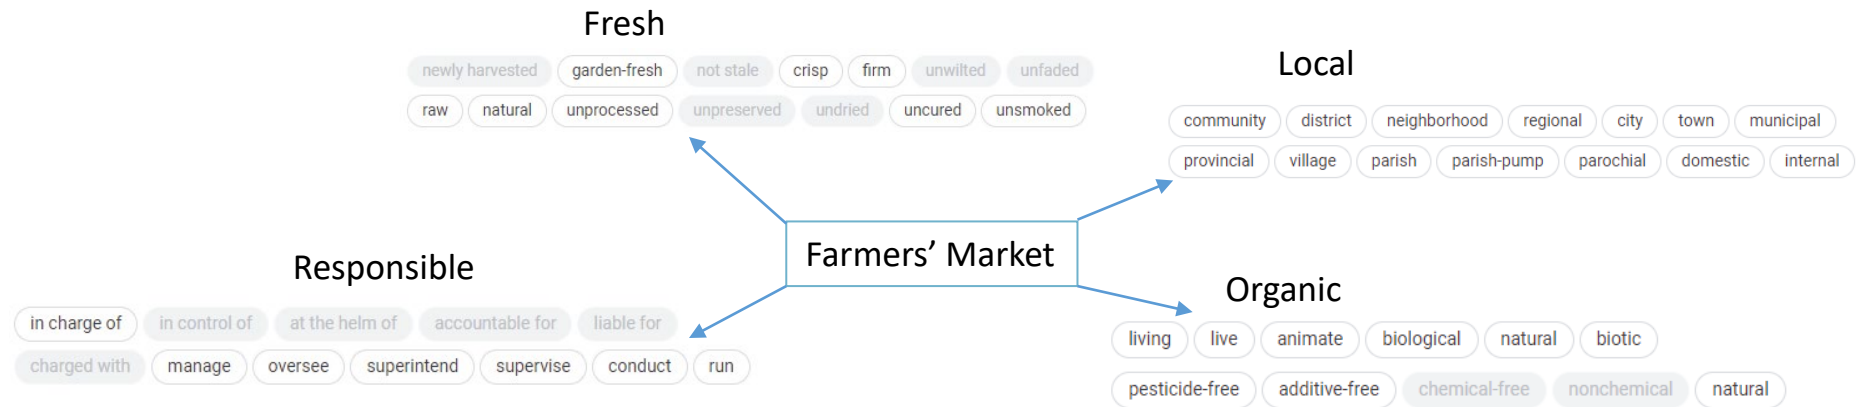 Fresh
newly harvested garden-fresh not stale crisp firm unwilted unfaded
raw natural unprocessed unpreserved undried uncured unsmoked
Local
community district neighborhood regional city town municipal
provincial village parish parish-pump parochial domestic internal
Farmers’ Market
Responsible
in charge of in control of at the helm of accountable for liable for
charged with manage oversee superintend supervise conduct run
Organic
living live animate biological natural biotic
pesticide-free additive-free chemical-free nonchemical natural